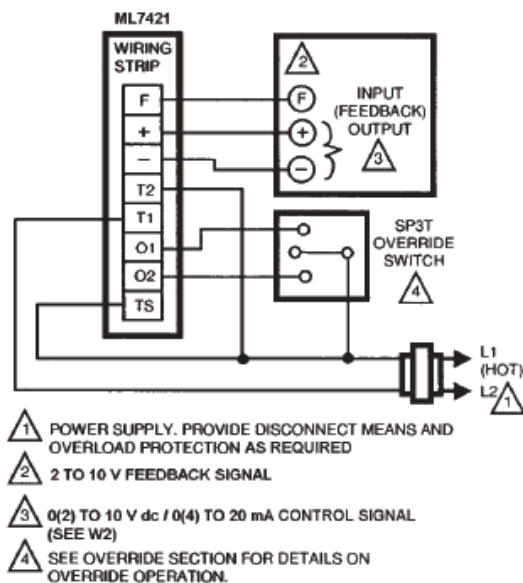 ML7421
WIRING
STRIP
F
+
−
T2
T1
O1
O2
TS
2
F
+
−
INPUT
(FEEDBACK)
OUTPUT
3
SP3T
OVERRIDE
SWITCH
4
L1
(HOT)
L2
1
1 POWER SUPPLY. PROVIDE DISCONNECT MEANS AND
OVERLOAD PROTECTION AS REQUIRED
2 2 TO 10 V FEEDBACK SIGNAL
3 0(2) TO 10 V dc / 0(4) TO 20 mA CONTROL SIGNAL
(SEE W2)
4 SEE OVERRIDE SECTION FOR DETAILS ON
OVERRIDE OPERATION.